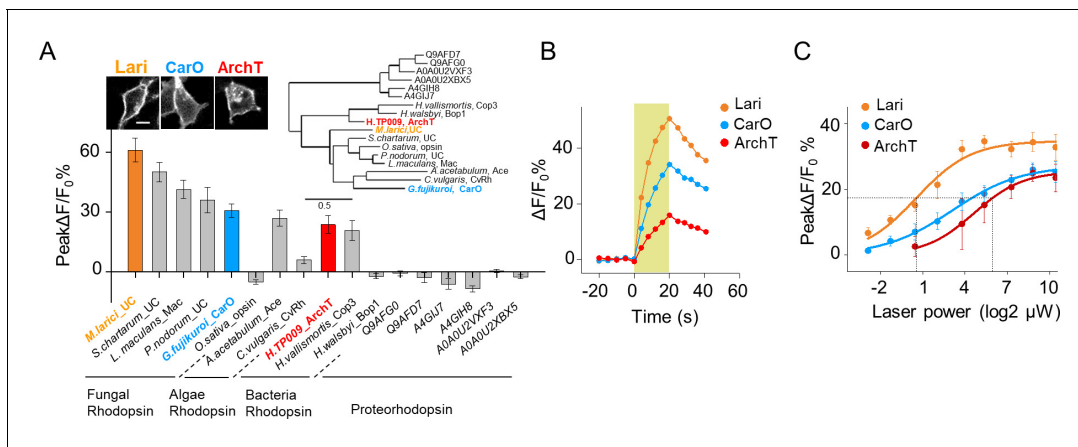 A
Lari CarO ArchT
Q9AFD7
Q9AFG0
A0A0U2VXF3
A0A0U2XBX5
A4GIH8
A4GIJ7
H.vallismortis, Cop3
H.walsbyi, Bop1
H.TP009, ArchT
M.larici,UC
S.chartarum, UC
O.sativa, opsin
P.nodorum, UC
L.maculans, Mac
A.acetabulum, Ace
C.vulgaris, CvRh
G.fujikuroi, CarO
0.5
PeakΔF/F0%
60
30
0
M.larici_UC
S.chartarum_UC
L. maculans_Mac
P.nodorum_UC
G.fujikuroi_CarO
O.sativa_opsin
A.acetabulum_Ace
C.vulgaris_CvRh
H.TP009_ArchT
H.vallismortis_Cop3
H.walsby_Bop1
Q9AFG0
Q9AFD7
A4GIJ7
A4GIH8
A0A0U2VXF3
A0A0U2XBX5
Fungal
Rhodopsin
Algae
Rhodopsin
Bacteria
Rhodopsin
Proteorhodopsin
B
Lari
CarO
ArchT
ΔF/F0%
40
20
0
-20 0 20 40 60
Time (s)
C
Lari
CarO
ArchT
PeakΔF/F0%
40
20
0
-2 1 4 7 10
Laser power (log2 µW)